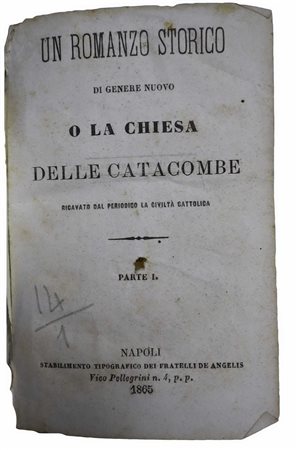 UN ROMANZO STORICO
DI GENERE NUOVO
O LA CHIESA
DELLE CATACOMBE
RICAVATO DAL PERIODICO LA CIVILTÀ CATTOLICA
PARTE I.
14
1
NAPOLI
STABILIMENTO TIPOGRAFICO DEI FRATELLI DE ANGELIS
Vico Pellegrini n. 4, p. p.
1865